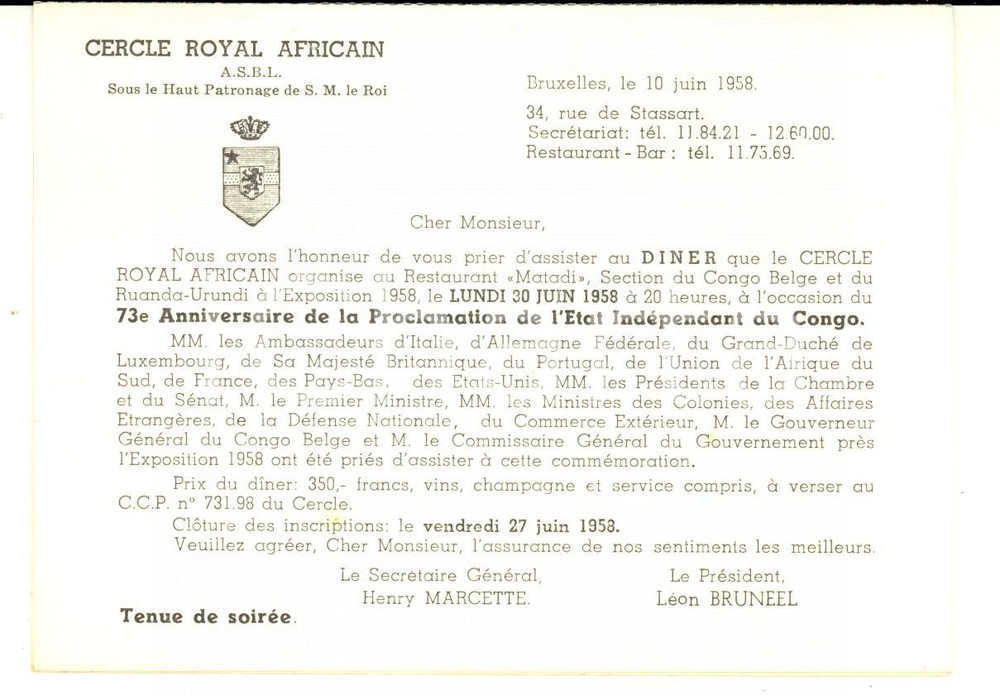 CERCLE ROYAL AFRICAIN
A.S.B.L.
Sous le Haut Patronage de S. M. le Roi
Bruxelles, le 10 juin 1958.
34, rue de Stassart.
Secrétariat: tél. 11.84.21 - 12.60.00.
Restaurant - Bar : tél. 11.75.69.
Cher Monsieur,
Nous avons l'honneur de vous prier d'assister au DINER que le CERCLE
ROYAL AFRICAIN organise au Restaurant «Matadi», Section du Congo Belge et du
Ruanda-Urundi à l'Exposition 1958, le LUNDI 30 JUIN 1958 à 20 heures, à l'occasion du
73e Anniversaire de la Proclamation de l'Etat Indépendant du Congo.
MM. les Ambassadeurs d'Italie, d'Allemagne Fédérale, du Grand-Duché de
Luxembourg, de Sa Majesté Britannique, du Portugal, de l'Union de l'Afrique du
Sud, de France, des Pays-Bas, des Etats-Unis, MM. les Présidents de la Chambre
et du Sénat, M. le Premier Ministre, MM. les Ministres des Colonies, des Affaires
Etrangères, de la Défense Nationale, du Commerce Extérieur, M. le Gouverneur
Général du Congo Belge et M. le Commissaire Général du Gouvernement près
l'Exposition 1958 ont été priés d'assister à cette commémoration.
Prix du dîner: 350,- francs, vins, champagne et service compris, à verser au
C.C.P. n° 731.98 du Cercle.
Clôture des inscriptions: le vendredi 27 juin 1958.
Veuillez agréer, Cher Monsieur, l'assurance de nos sentiments les meilleurs.
Le Secrétaire Général,
Henry MARCETTE.
Le Président,
Léon BRUNEEL
Tenue de soirée.